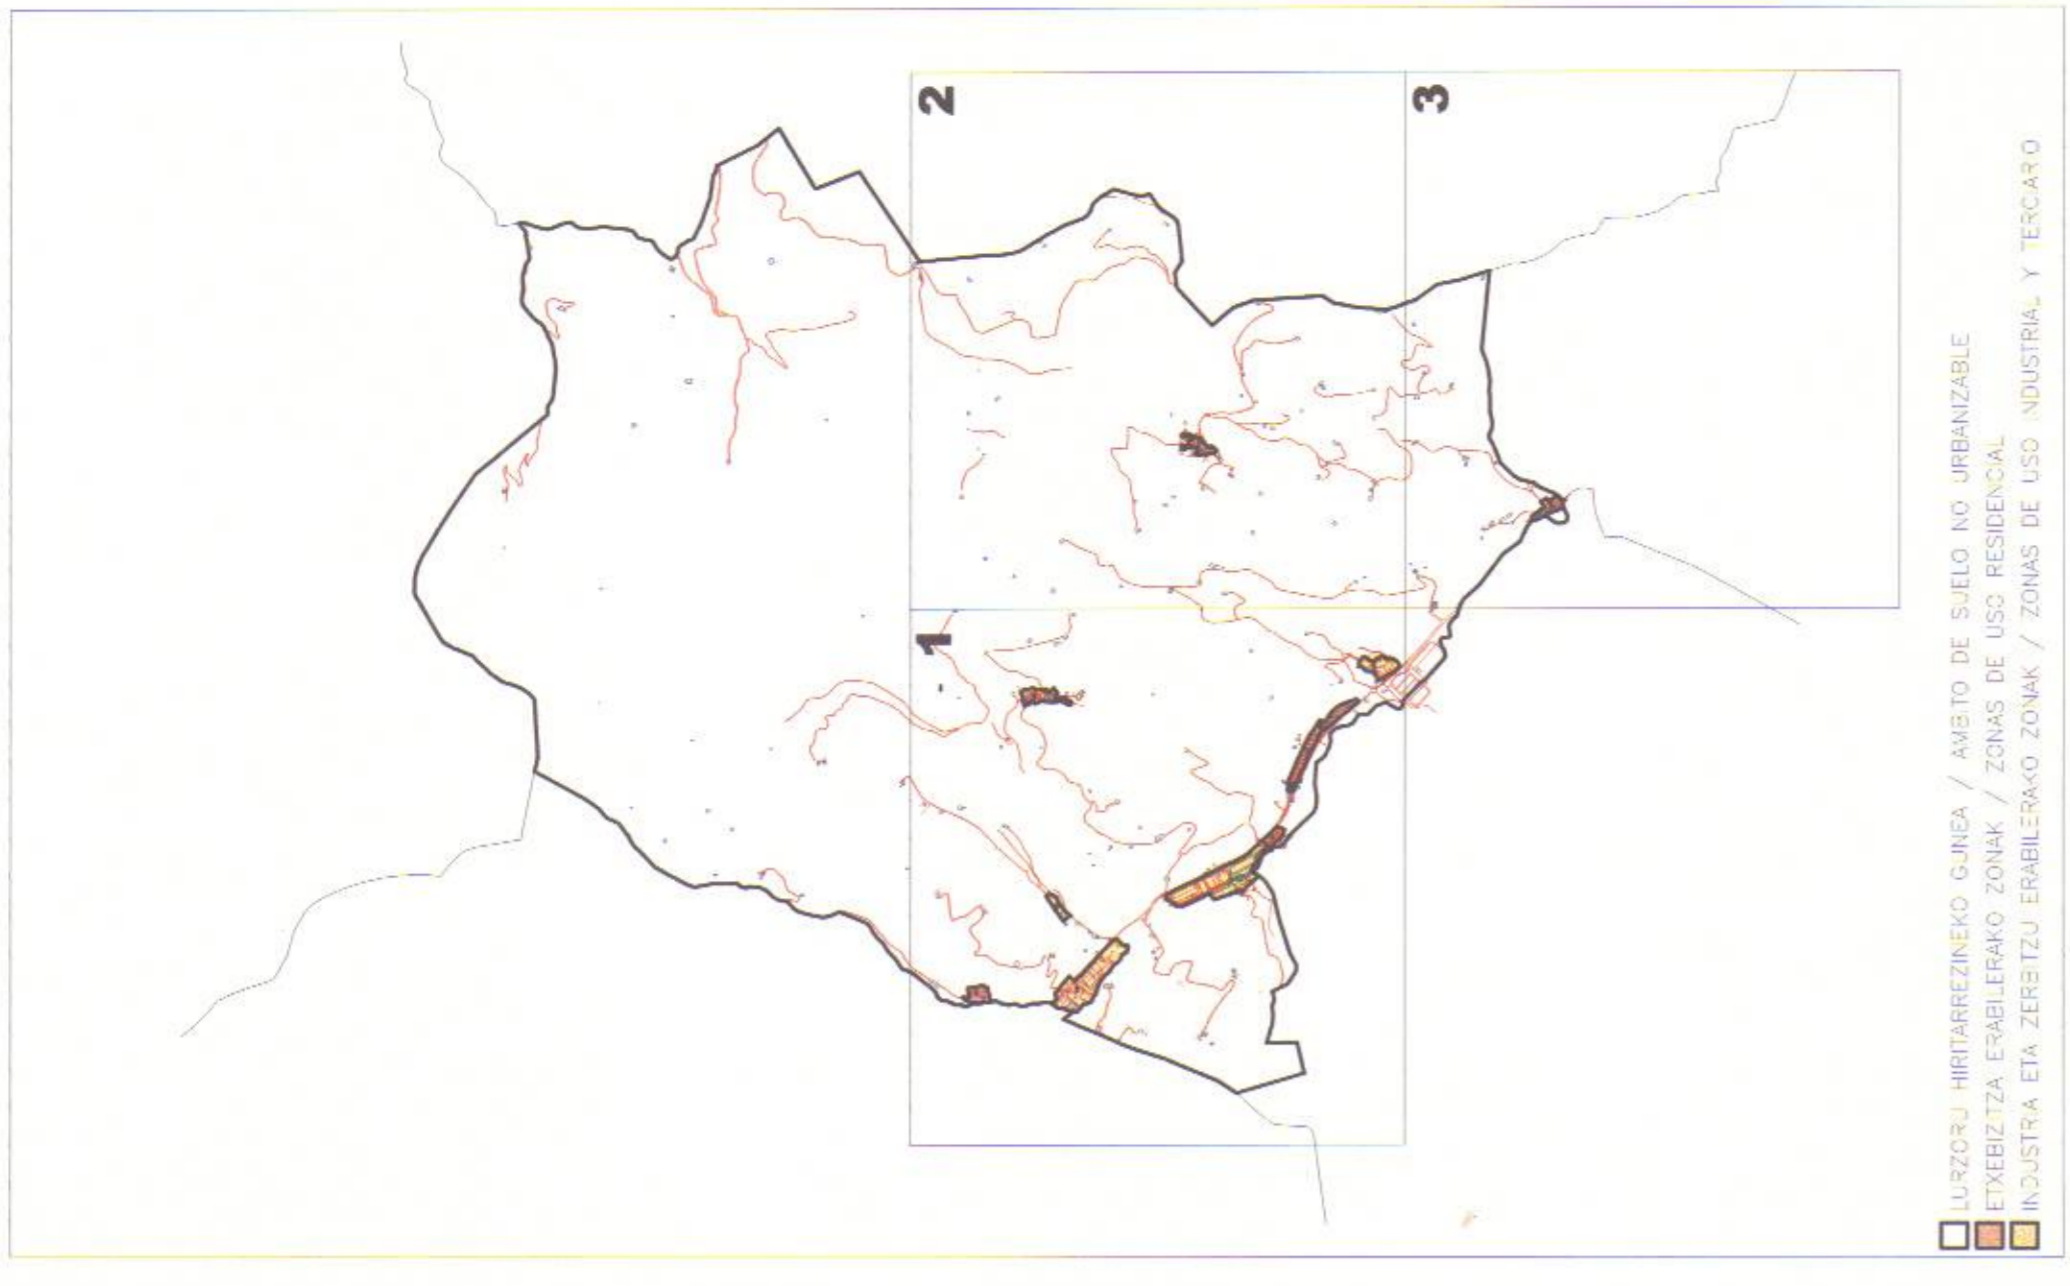 1
2
3
LURZORU HIRITARREZINEKO GUNEA / AMBITO DE SUELO NO URBANIZABLE
ETXEBIZITZA ERABILERAKO ZONAK / ZONAS DE USO RESIDENCIAL
INDUSTRIA ETA ZERBITZU ERABILERAKO ZONAK / ZONAS DE USO INDUSTRIAL Y TERCARO